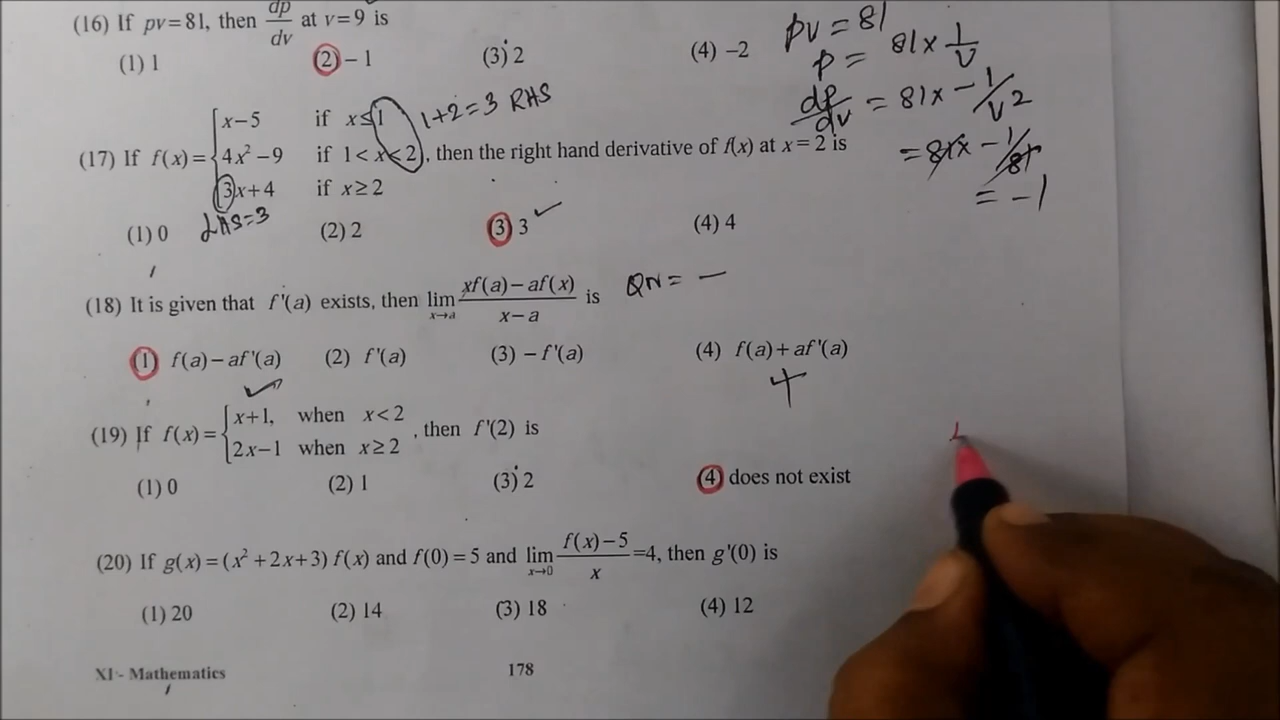 (16) If pv=81, then dp/dv at v=9 is
(1) 1 (2) –1 (3) 2 (4) –2
pv = 81
p = 81 x 1/v
dp/dv = 81x - 1/v2
= 81x - 1/81
= -1
(17) If f(x)= { x–5 if x≤1
4x²–9 if 1<x<2 , then the right hand derivative of f(x) at x=2 is
3x+4 if x≥2
1+2=3 RHS
LHS=3
(1) 0 (2) 2 (3) 3 (4) 4
(18) It is given that f'(a) exists, then lim x→a xf(a)–af(x)/x–a is
QN = —
(1) f(a)–af'(a) (2) f'(a) (3) –f'(a) (4) f(a)+af'(a)
+
(19) If f(x)= { x+1, when x<2
2x–1 when x≥2 , then f'(2) is
(1) 0 (2) 1 (3) 2 (4) does not exist
(20) If g(x)=(x²+2x+3) f(x) and f(0)=5 and lim x→0 f(x)–5/x =4, then g'(0) is
(1) 20 (2) 14 (3) 18 (4) 12
XI - Mathematics 178